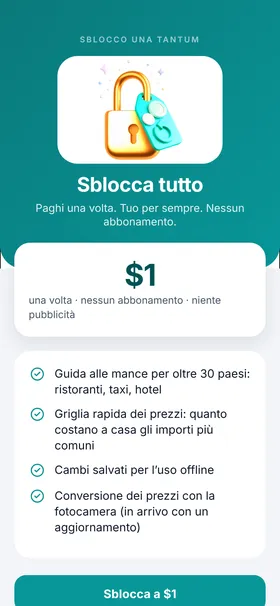 SBLOCCO UNA TANTUM
Sblocca tutto
Paghi una volta. Tuo per sempre. Nessun
abbonamento.
$1
una volta · nessun abbonamento · niente
pubblicità
Guida alle mance per oltre 30 paesi:
ristoranti, taxi, hotel
Griglia rapida dei prezzi: quanto
costano a casa gli importi più
comuni
Cambi salvati per l’uso offline
Conversione dei prezzi con la
fotocamera (in arrivo con un
aggiornamento)
Sblocca a $1